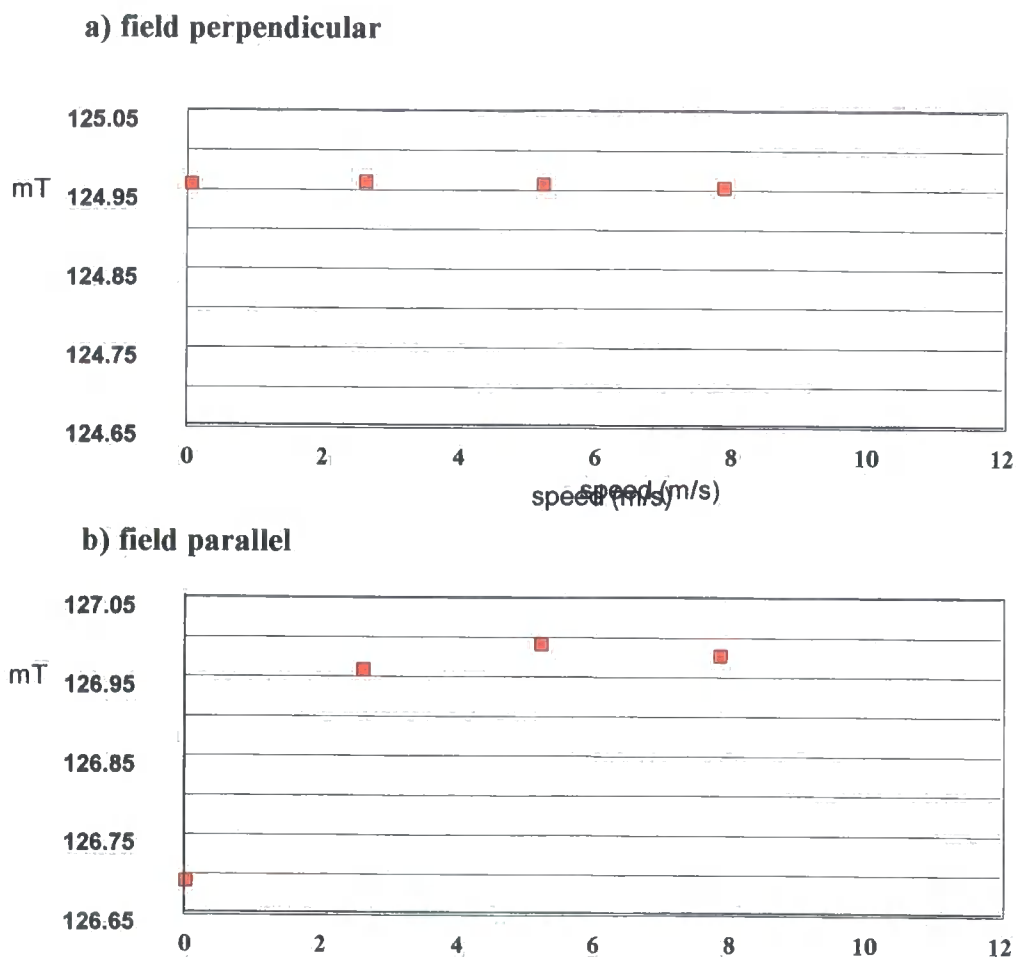 a) field perpendicular
125.05
mT 124.95
124.85
124.75
124.65
0 2 4 6 8 10 12
speed (m/s)
speed (m/s)
b) field parallel
127.05
mT 126.95
126.85
126.75
126.65
0 2 4 6 8 10 12